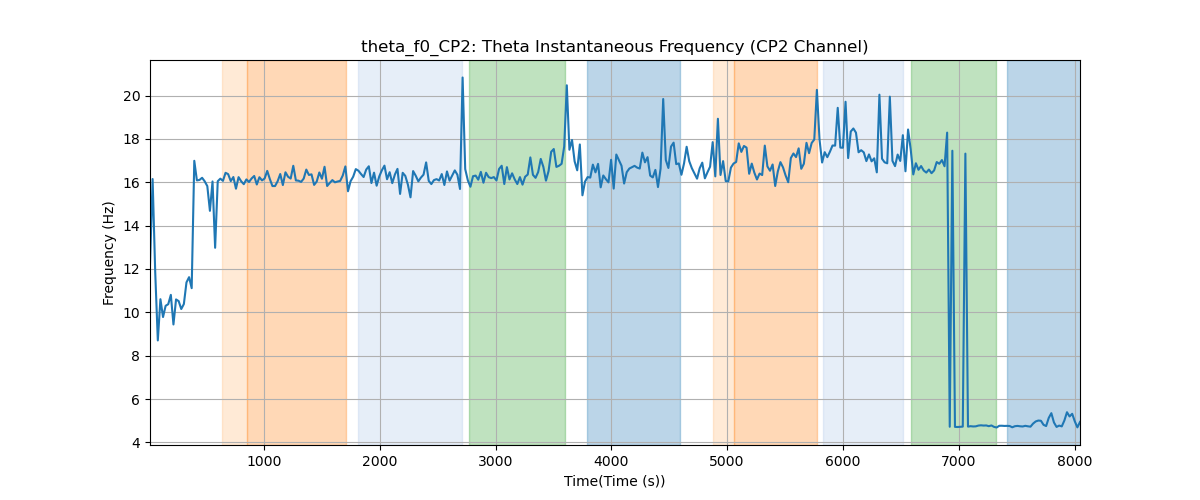 theta_f0_CP2: Theta Instantaneous Frequency (CP2 Channel)
Frequency (Hz)
20
18
16
14
12
10
8
6
4
1000 2000 3000 4000 5000 6000 7000 8000
Time(Time (s))